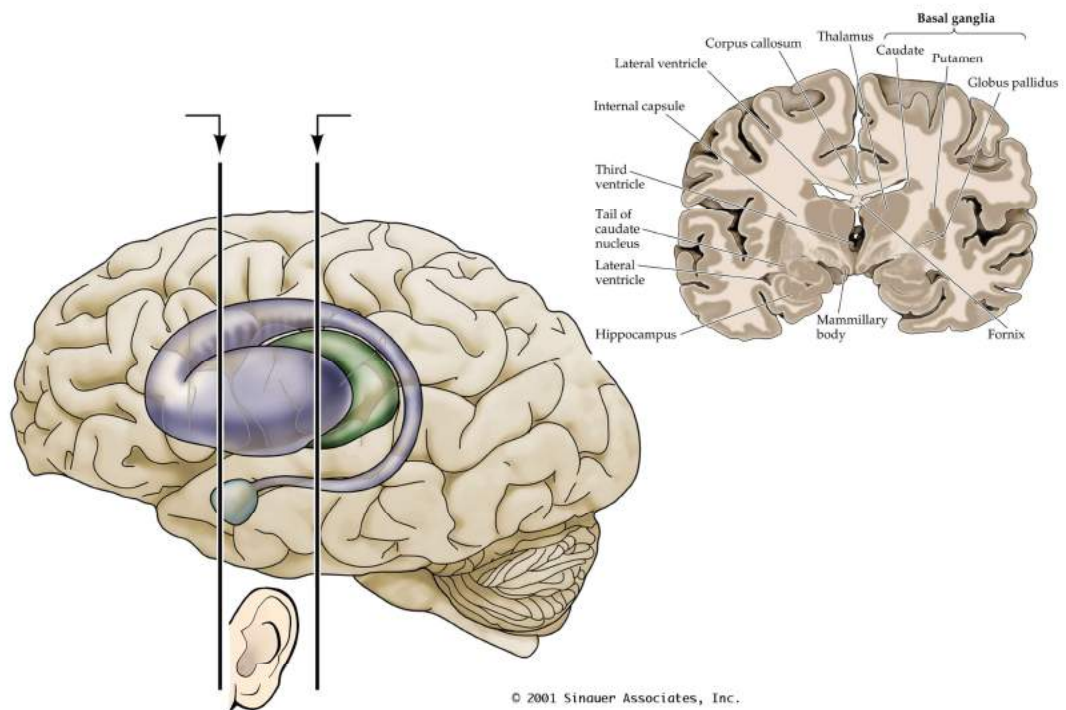 Basal ganglia
Thalamus
Corpus callosum
Caudate
Putamen
Lateral ventricle
Globus pallidus
Internal capsule
Third
ventricle
Tail of
caudate
nucleus
Lateral
ventricle
Hippocampus
Mammillary
body
Fornix
© 2001 Sinauer Associates, Inc.